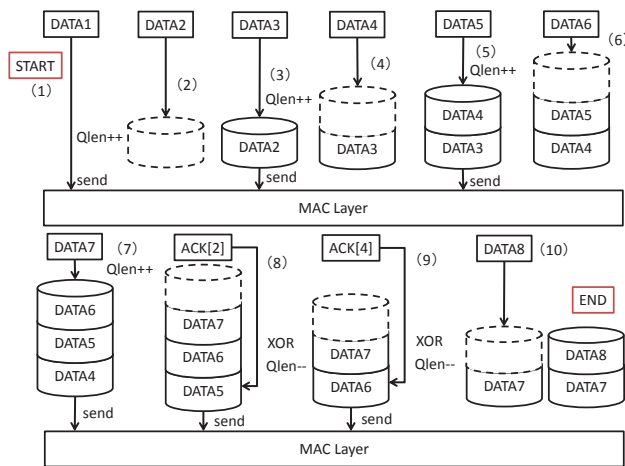 DATA1 DATA2 DATA3 DATA4 DATA5 DATA6
START
(1)
(2)
(3)
(4)
(5)
(6)
Qlen++
Qlen++
Qlen++
DATA2
DATA3
DATA4
DATA3
DATA5
DATA4
send
send
send
MAC Layer
DATA7
(7)
Qlen++
DATA6
DATA5
DATA4
send
ACK[2]
(8)
DATA7
DATA6
DATA5
XOR
Qlen--
send
ACK[4]
(9)
DATA7
DATA6
XOR
Qlen--
send
DATA8
(10)
END
DATA7
DATA8
DATA7
MAC Layer